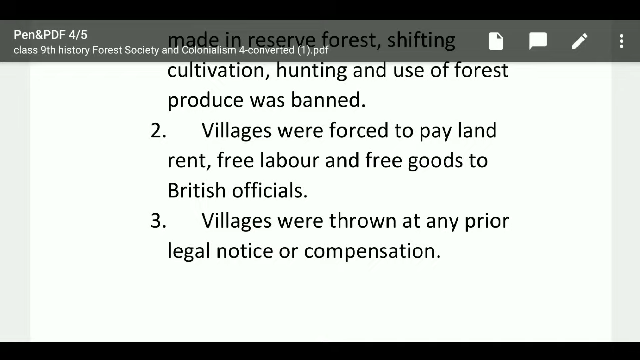 Pen&PDF 4/5
class 9th history Forest Society and Colonialism 4-converted (1).pdf
made in reserve forest, shifting
cultivation, hunting and use of forest
produce was banned.
2. Villages were forced to pay land
rent, free labour and free goods to
British officials.
3. Villages were thrown at any prior
legal notice or compensation.